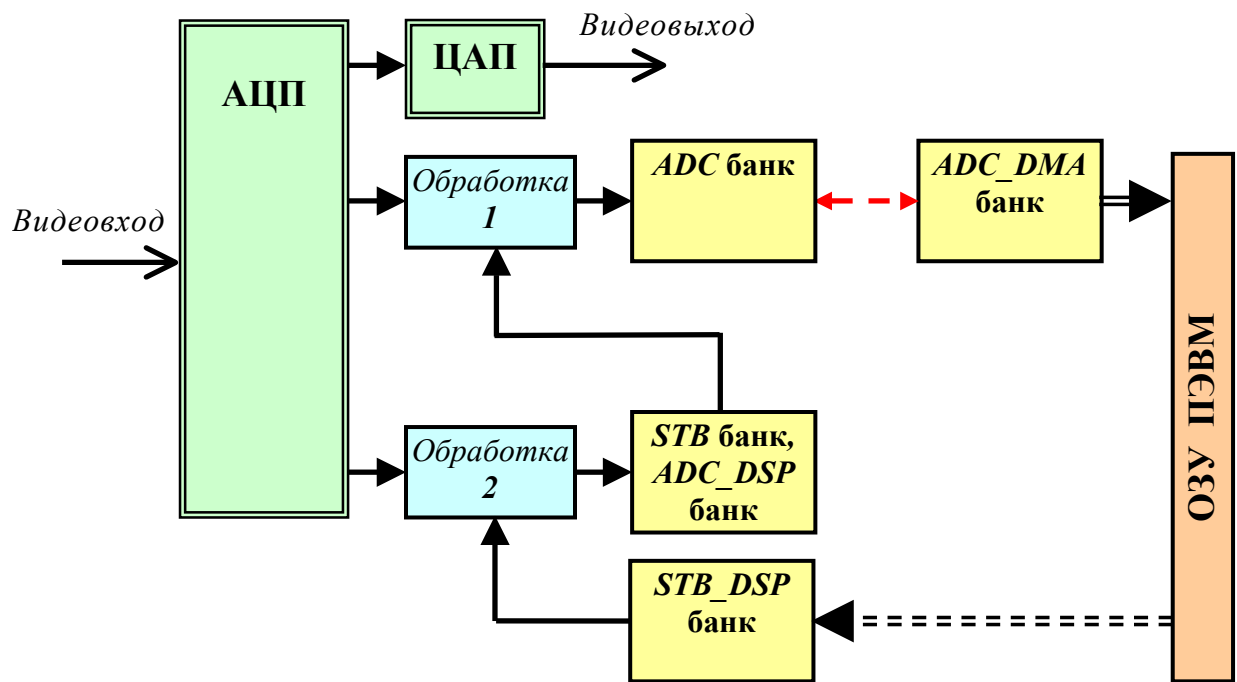 Видеовыход
ЦАП
АЦП
Обработка
1
ADC банк
ADC_DMA
банк
Видеовход
ОЗУ ПЕЭВМ
Обработка
2
STB банк,
ADC_DSP
банк
STB_DSP
банк